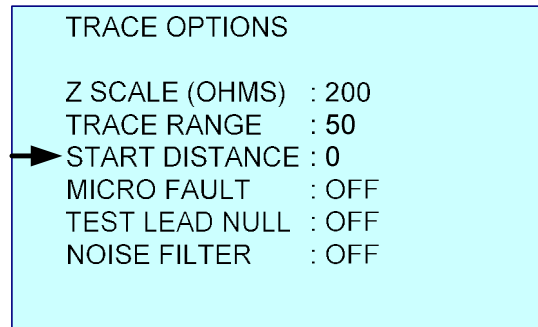 TRACE OPTIONS
Z SCALE (OHMS) : 200
TRACE RANGE : 50
START DISTANCE : 0
MICRO FAULT : OFF
TEST LEAD NULL : OFF
NOISE FILTER : OFF